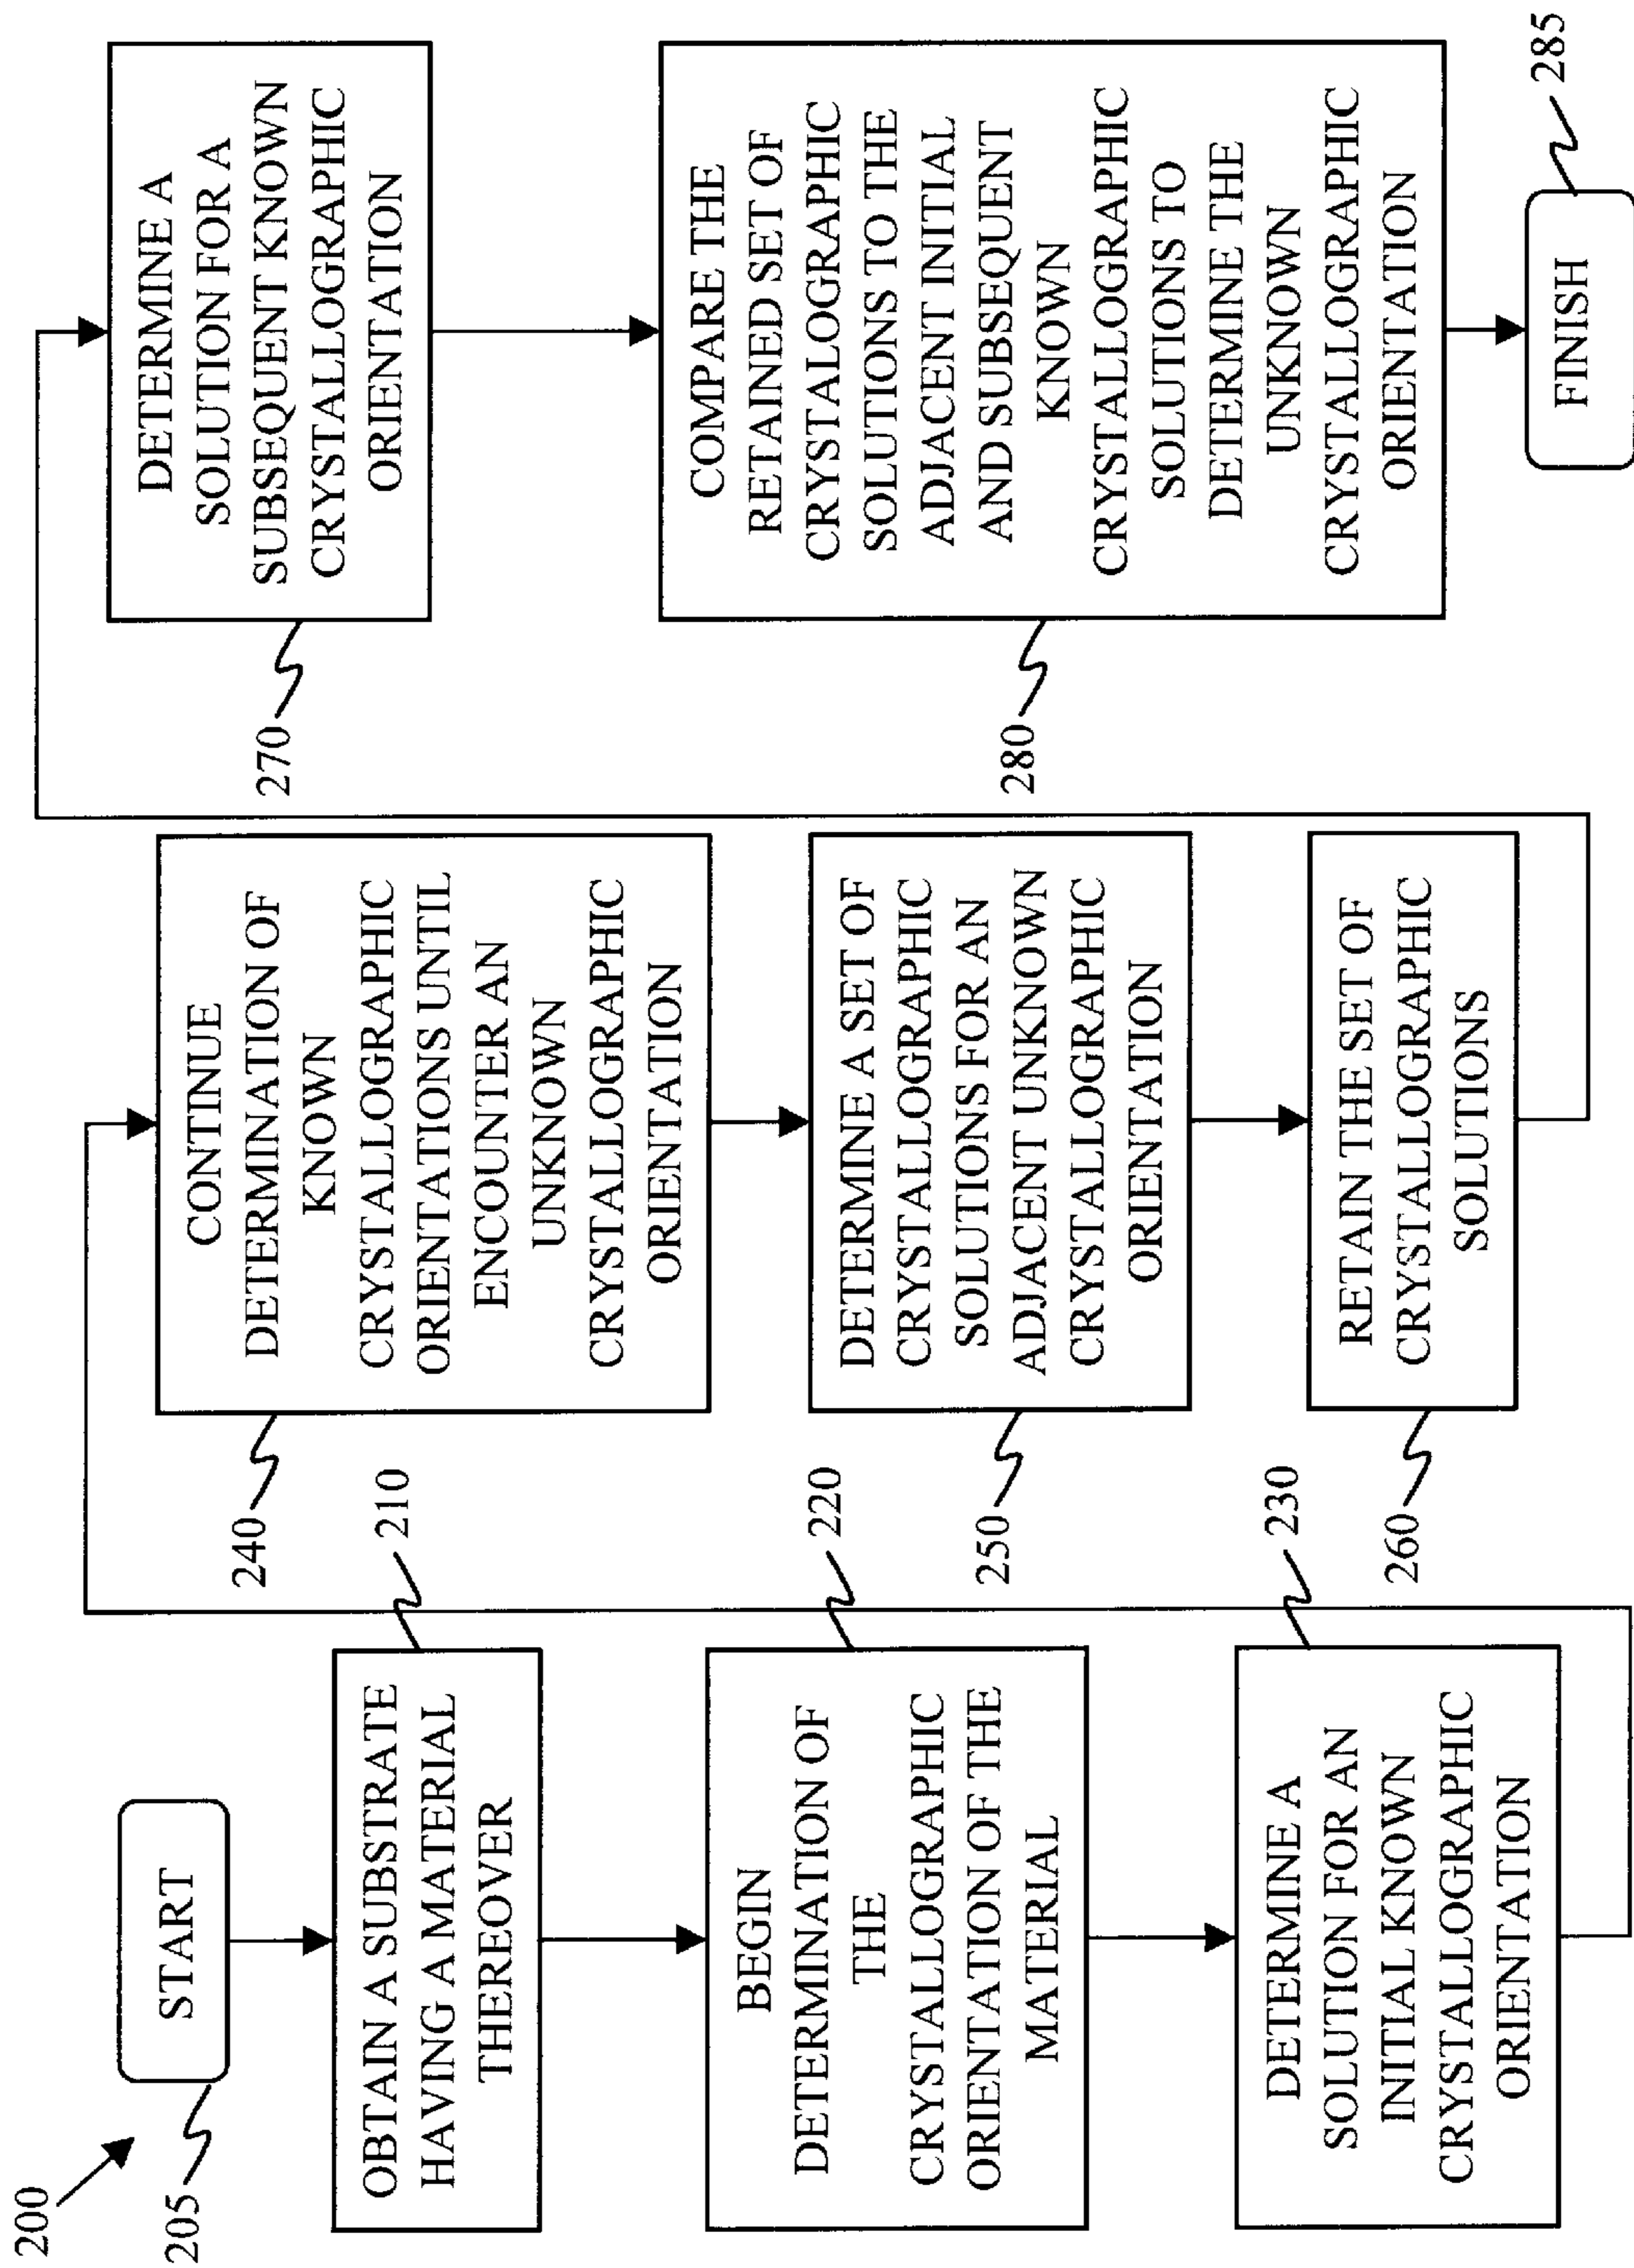 200
205
START
210
OBTAIN A SUBSTRATE
HAVING A MATERIAL
THEREOVER
220
BEGIN
DETERMINATION OF
THE
CRYSTALLOGRAPHIC
ORIENTATION OF THE
MATERIAL
230
DETERMINE A
SOLUTION FOR AN
INITIAL KNOWN
CRYSTALLOGRAPHIC
ORIENTATION
240
CONTINUE
DETERMINATION OF
KNOWN
CRYSTALLOGRAPHIC
ORIENTATIONS UNTIL
ENCOUNTER AN
UNKNOWN
CRYSTALLOGRAPHIC
ORIENTATION
250
DETERMINE A SET OF
CRYSTALLOGRAPHIC
SOLUTIONS FOR AN
ADJACENT UNKNOWN
CRYSTALLOGRAPHIC
ORIENTATION
260
RETAIN THE SET OF
CRYSTALLOGRAPHIC
SOLUTIONS
270
DETERMINE A
SOLUTION FOR A
SUBSEQUENT KNOWN
CRYSTALLOGRAPHIC
ORIENTATION
280
COMPARE THE
RETAINED SET OF
CRYSTALOGRAPHIC
SOLUTIONS TO THE
ADJACENT INITIAL
AND SUBSEQUENT
KNOWN
CRYSTALLOGRAPHIC
SOLUTIONS TO
DETERMINE THE
UNKNOWN
CRYSTALLOGRAPHIC
ORIENTATION
FINISH
285